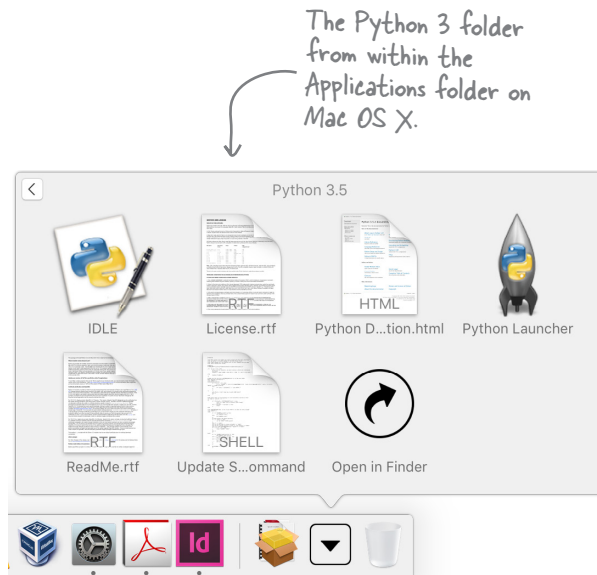 The Python 3 folder
from within the
Applications folder on
Mac OS X.
Python 3.5
RTF
HTML
IDLE
License.rtf
Python D...tion.html
Python Launcher
RTF
SHELL
ReadMe.rtf
Update S...ommand
Open in Finder
Id